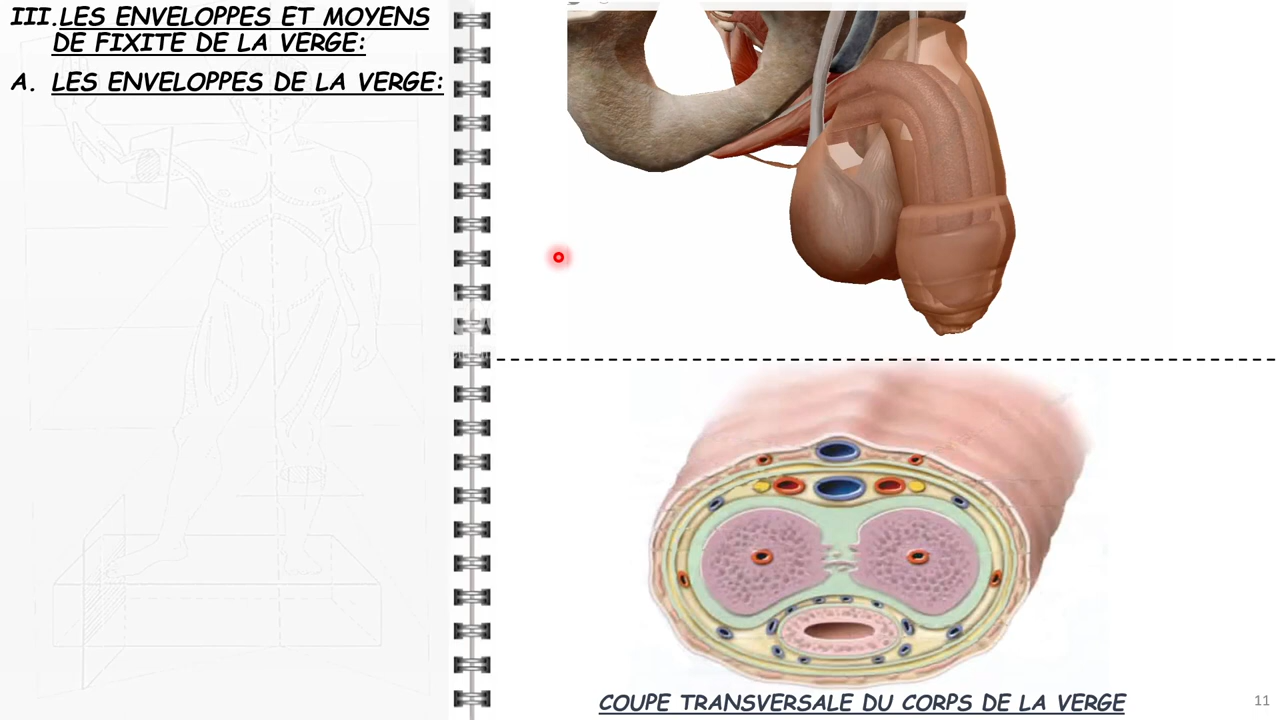 III.LES ENVELOPPES ET MOYENS
DE FIXITE DE LA VERGE:
A. LES ENVELOPPES DE LA VERGE:
COUPE TRANSVERSALE DU CORPS DE LA VERGE
11